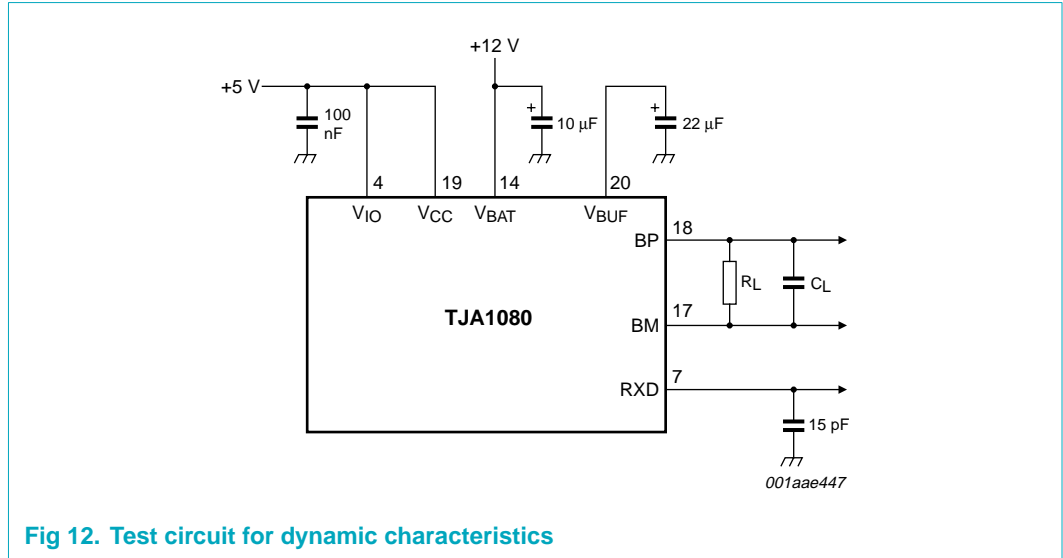 +12 V
+5 V
100
nF
+
10 μF
+
22 μF
4
19
14
20
VIO
VCC
VBAT
VBUF
BP
18
RL
CL
TJA1080
BM
17
RXD
7
15 pF
001aae447
Fig 12. Test circuit for dynamic characteristics